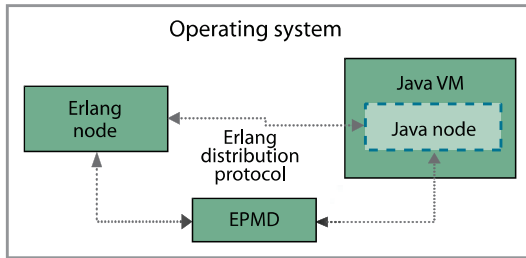 Operating system
Erlang
node
Java VM
Java node
Erlang
distribution
protocol
EPMD